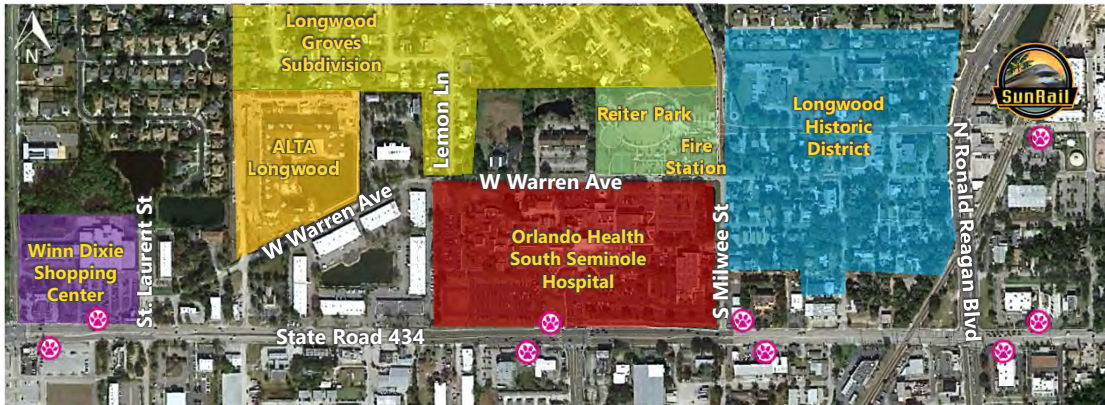 Longwood
Groves
Subdivision
N
SunRail
Reiter Park
Longwood
Historic
District
Lemon Ln
ALTA
Longwood
Fire
Station
W Warren Ave
W Warren Ave
N Ronald Reagan Blvd
St. Laurent St
Winn Dixie
Shopping
Center
Orlando Health
South Seminole
Hospital
S Milwee St
State Road 434